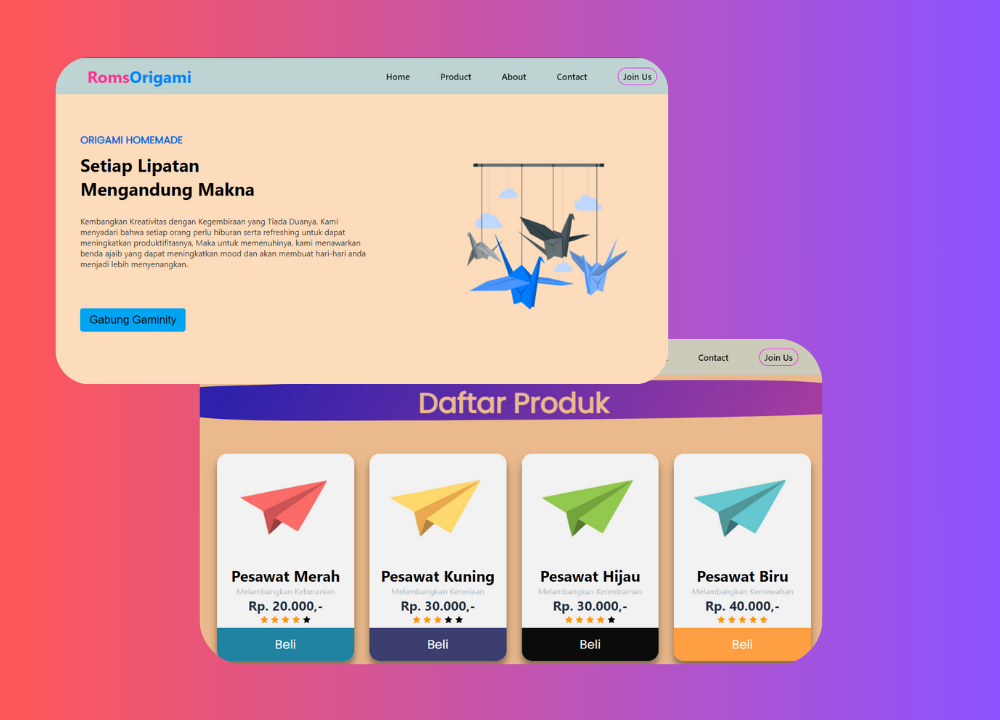 RomsOrigami
Home Product About Contact Join Us
ORIGAMI HOMEMADE
Setiap Lipatan
Mengandung Makna
Kembangkan Kreativitas dengan Kegembiraan yang Tiada Duanya, Kami
menyadari bahwa setiap orang perlu hiburan serta refreshing untuk dapat
meningkatkan produktifitasnya, Maka untuk memenuhinya, kami menawarkan
benda ajaib yang dapat meningkatkan mood dan akan membuat hari-hari anda
menjadi lebih menyenangkan.
Gabung Gaminity
Contact Join Us
Daftar Produk
Pesawat Merah
Melambangkan Keberanian
Rp. 20.000,-
Beli
Pesawat Kuning
Melambangkan Keceriaan
Rp. 30.000,-
Beli
Pesawat Hijau
Melambangkan Ketentraman
Rp. 30.000,-
Beli
Pesawat Biru
Melambangkan Kemewahan
Rp. 40.000,-
Beli